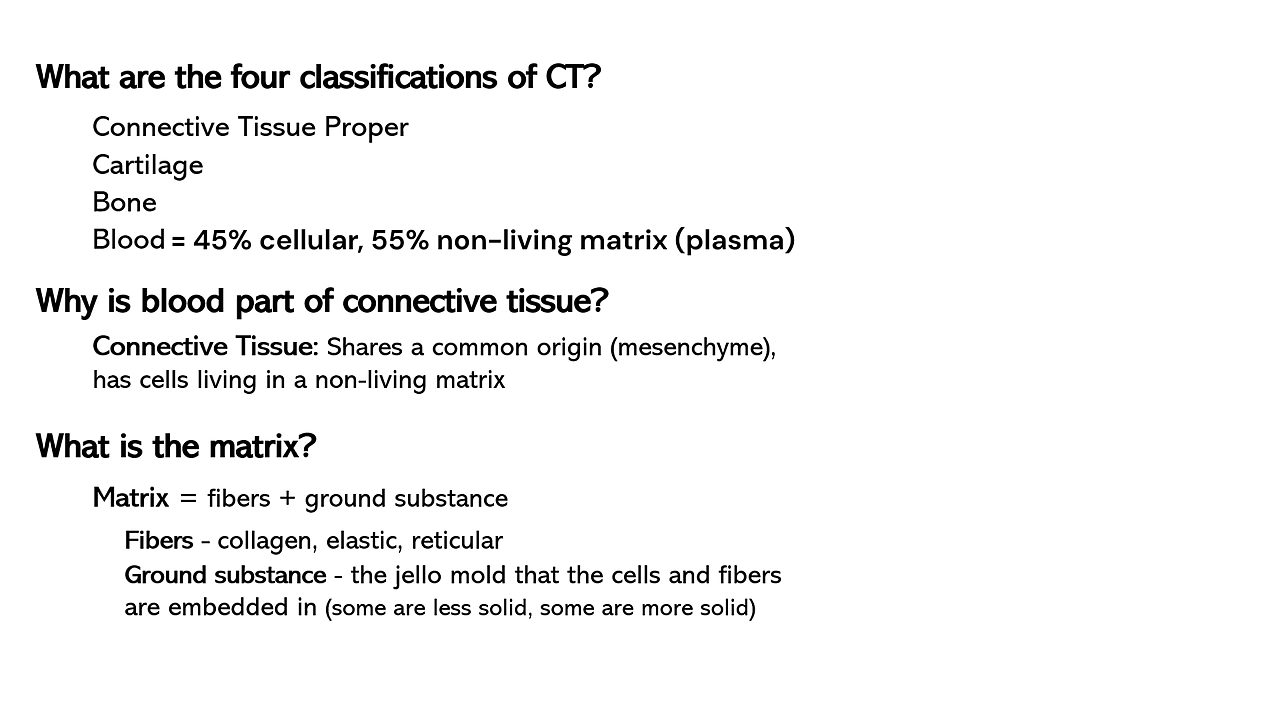 What are the four classifications of CT?
Connective Tissue Proper
Cartilage
Bone
Blood = 45% cellular, 55% non-living matrix (plasma)
Why is blood part of connective tissue?
Connective Tissue: Shares a common origin (mesenchyme),
has cells living in a non-living matrix
What is the matrix?
Matrix = fibers + ground substance
Fibers - collagen, elastic, reticular
Ground substance - the jello mold that the cells and fibers
are embedded in (some are less solid, some are more solid)